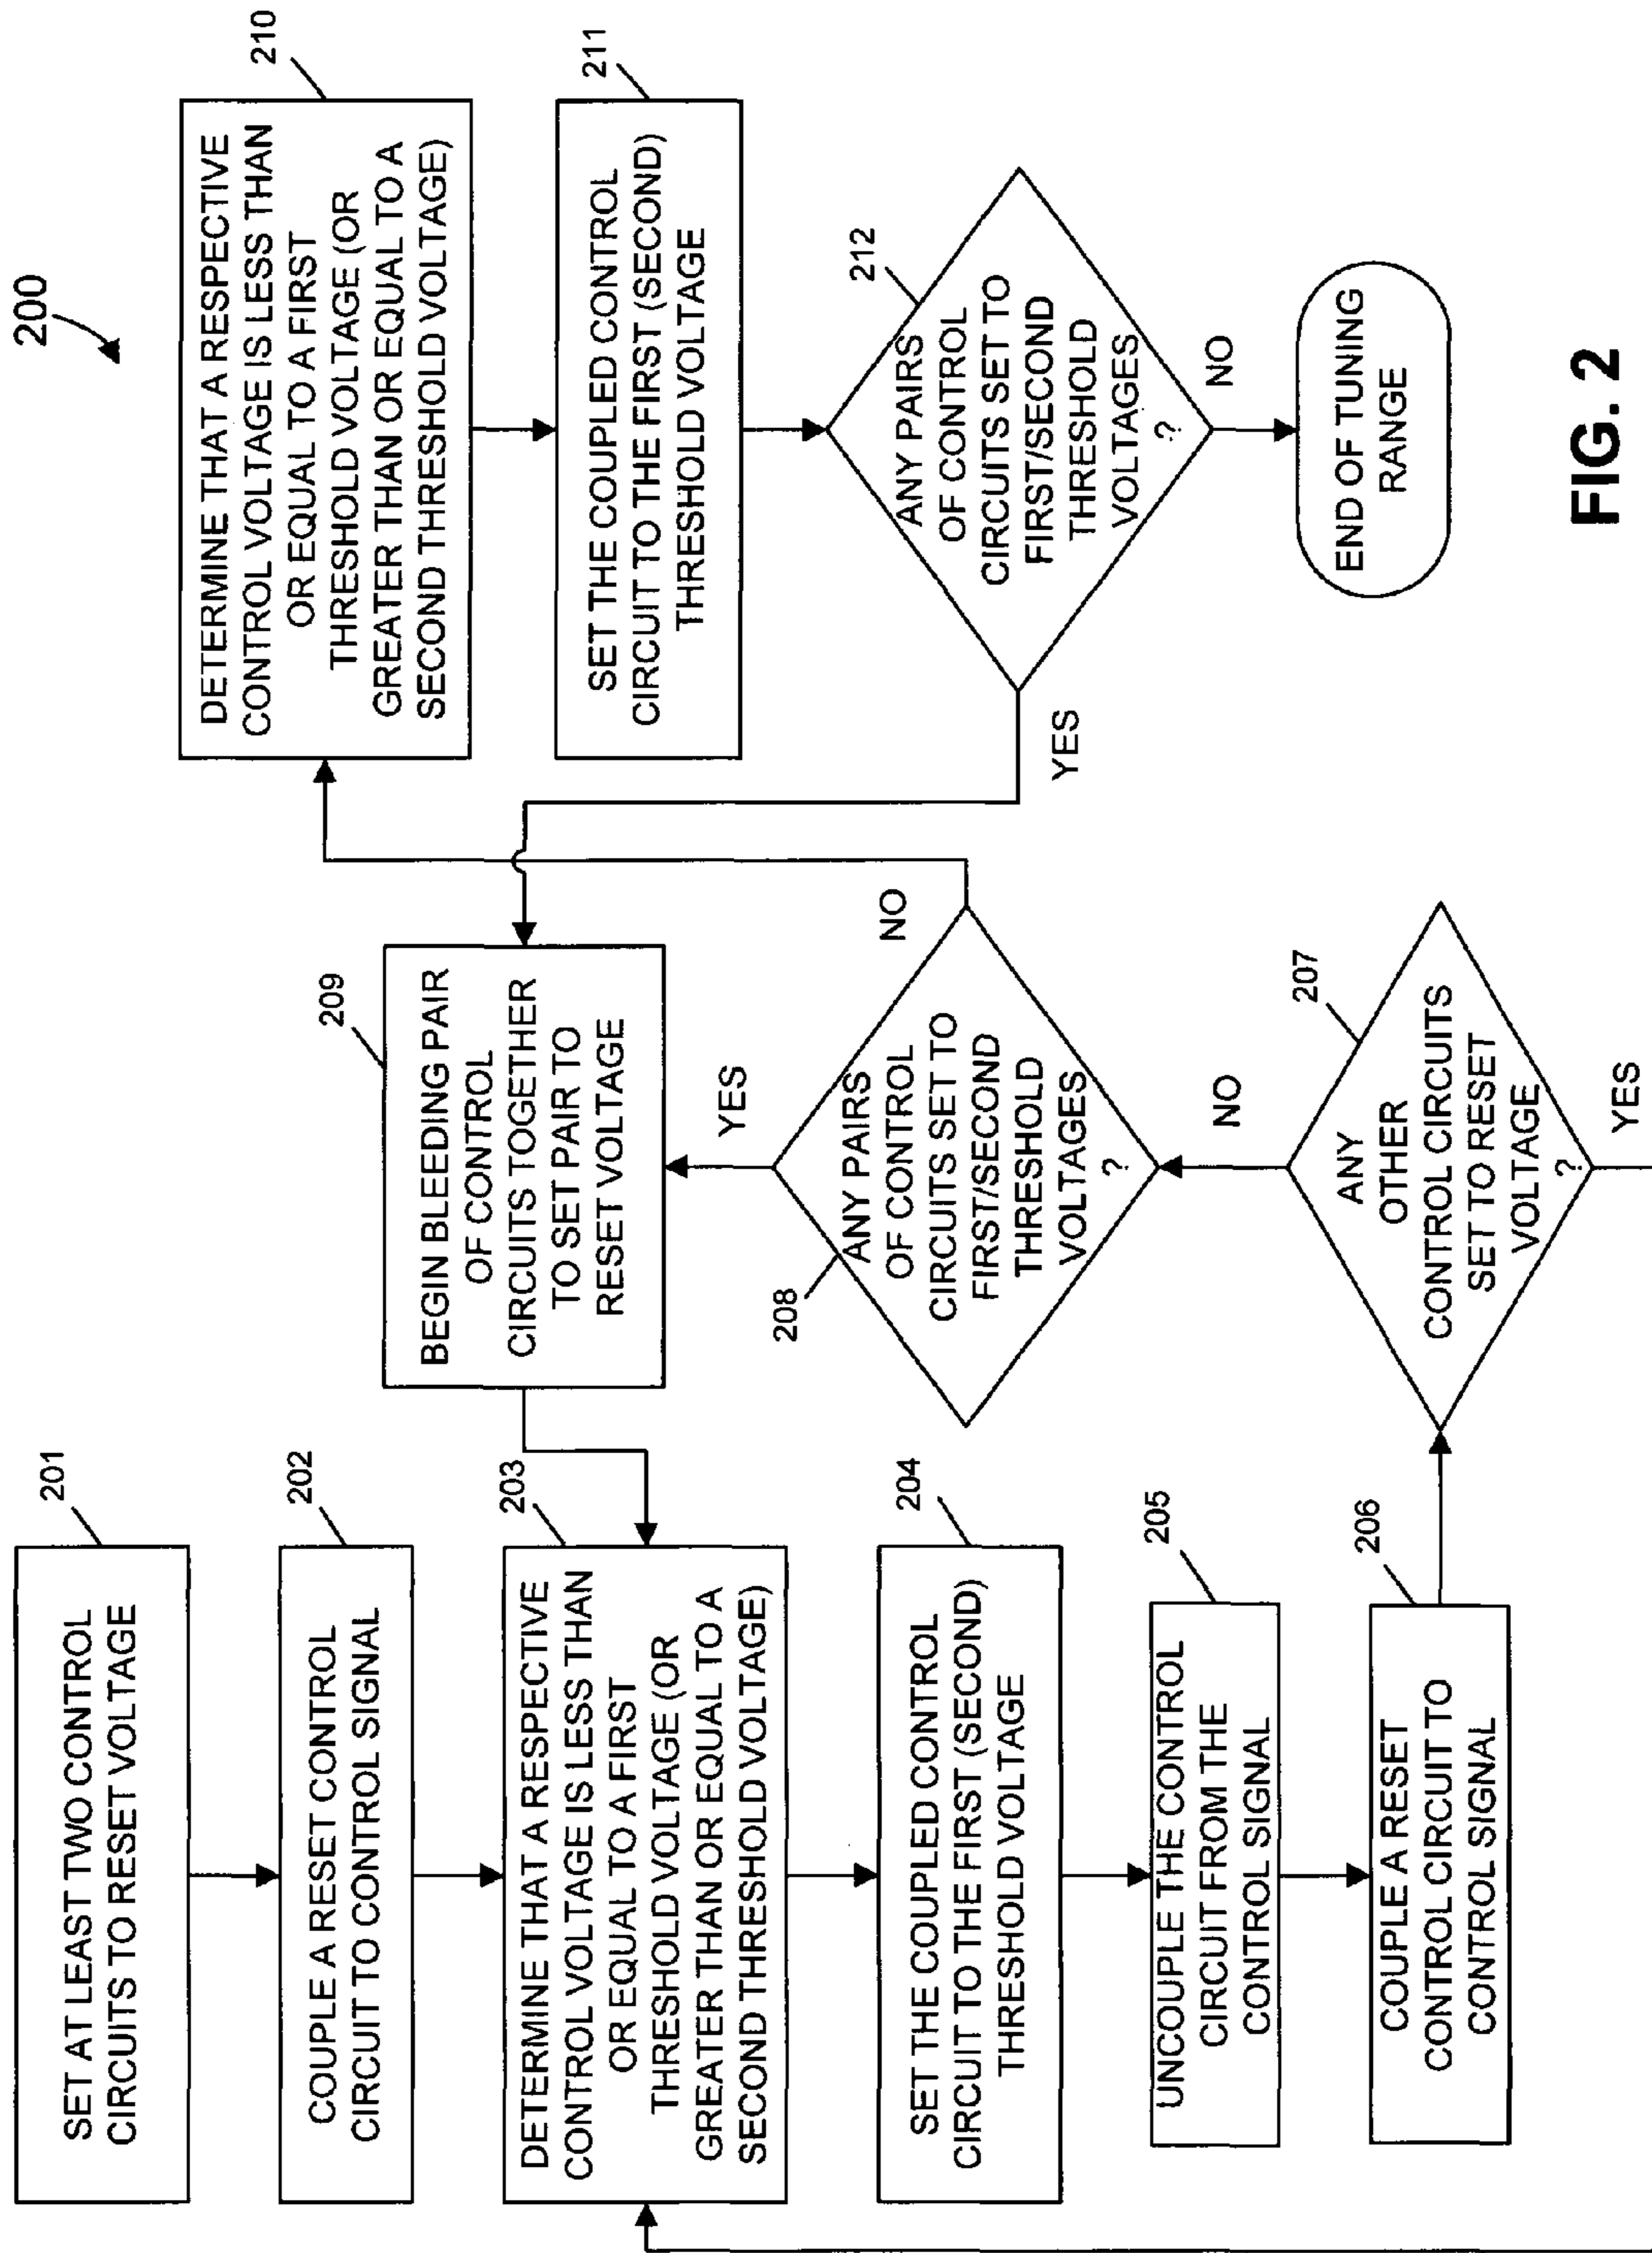 200
201
SET AT LEAST TWO CONTROL
CIRCUITS TO RESET VOLTAGE
202
COUPLE A RESET CONTROL
CIRCUIT TO CONTROL SIGNAL
203
DETERMINE THAT A RESPECTIVE
CONTROL VOLTAGE IS LESS THAN
OR EQUAL TO A FIRST
THRESHOLD VOLTAGE (OR
GREATER THAN OR EQUAL TO A
SECOND THRESHOLD VOLTAGE)
204
SET THE COUPLED CONTROL
CIRCUIT TO THE FIRST (SECOND)
THRESHOLD VOLTAGE
205
UNCOUPLE THE CONTROL
CIRCUIT FROM THE
CONTROL SIGNAL
206
COUPLE A RESET
CONTROL CIRCUIT TO
CONTROL SIGNAL
207
ANY
OTHER
CONTROL CIRCUITS
SET TO RESET
VOLTAGE
?
YES
NO
208
ANY PAIRS
OF CONTROL
CIRCUITS SET TO
FIRST/SECOND
THRESHOLD
VOLTAGES
?
YES
NO
209
BEGIN BLEEDING PAIR
OF CONTROL
CIRCUITS TOGETHER
TO SET PAIR TO
RESET VOLTAGE
210
DETERMINE THAT A RESPECTIVE
CONTROL VOLTAGE IS LESS THAN
OR EQUAL TO A FIRST
THRESHOLD VOLTAGE (OR
GREATER THAN OR EQUAL TO A
SECOND THRESHOLD VOLTAGE)
211
SET THE COUPLED CONTROL
CIRCUIT TO THE FIRST (SECOND)
THRESHOLD VOLTAGE
212
ANY PAIRS
OF CONTROL
CIRCUITS SET TO
FIRST/SECOND
THRESHOLD
VOLTAGES
?
YES
NO
END OF TUNING
RANGE
FIG. 2